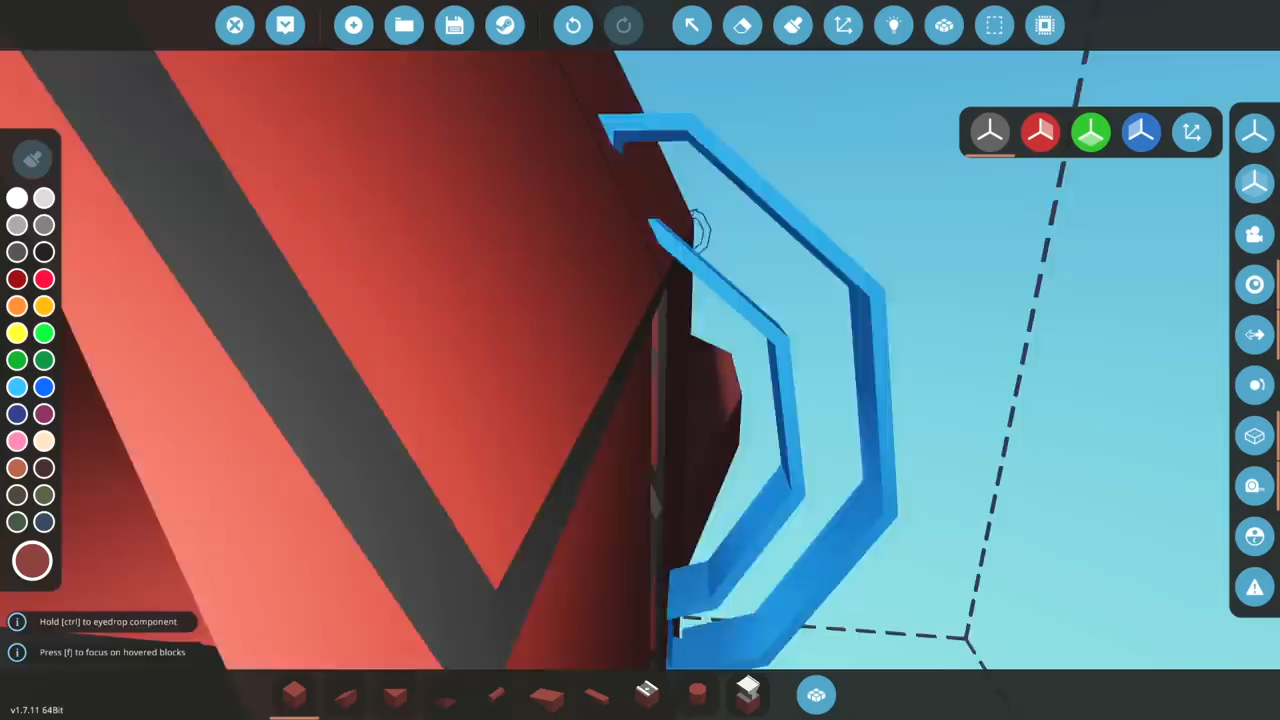 Hold [ctrl] to eyedrop component
Press [f] to focus on hovered blocks
v1.7.11 64Bit